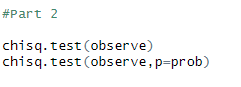 #Part 2
chisq.test(observe)
chisq.test(observe,p=prob)